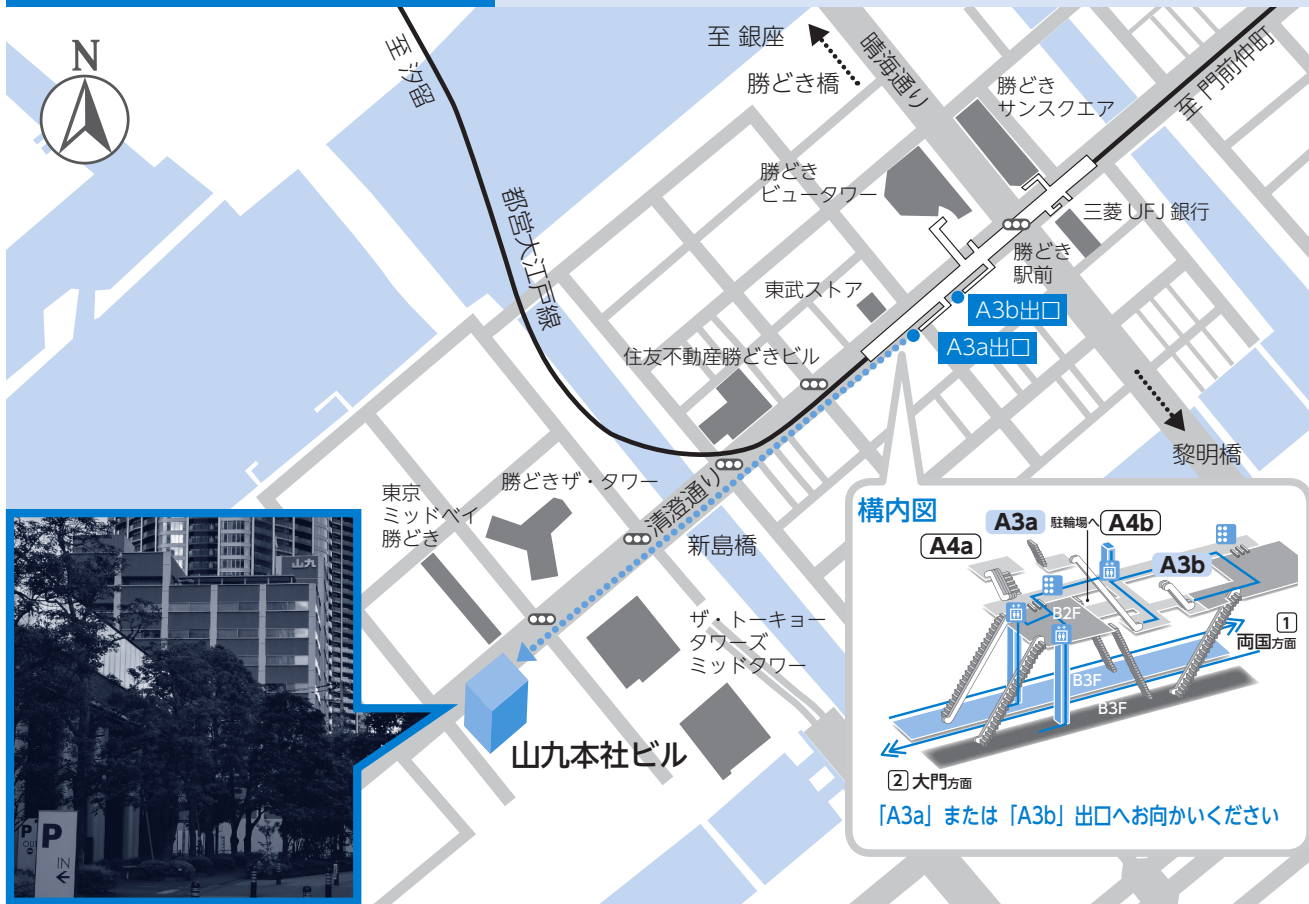 N
至 汐留
至 銀座
勝どき橋
晴海通り
勝どき
サンスクエア
至 門前仲町
勝どき
ビュータワー
三菱 UFJ 銀行
勝どき
駅前
都営大江戸線
東武ストア
A3b出口
A3a出口
住友不動産勝どきビル
黎明橋
清澄通り
新島橋
勝どきザ・タワー
東京
ミッドベイ
勝どき
ザ・トーキョー
タワーズ
ミッドタワー
山九本社ビル
山九
P
OUT
P
IN
構内図
A3a
駐輪場へ
A4b
A4a
A3b
B2F
1
両国方面
B3F
B3F
2 大門方面
「A3a」または「A3b」出口へお向かいください